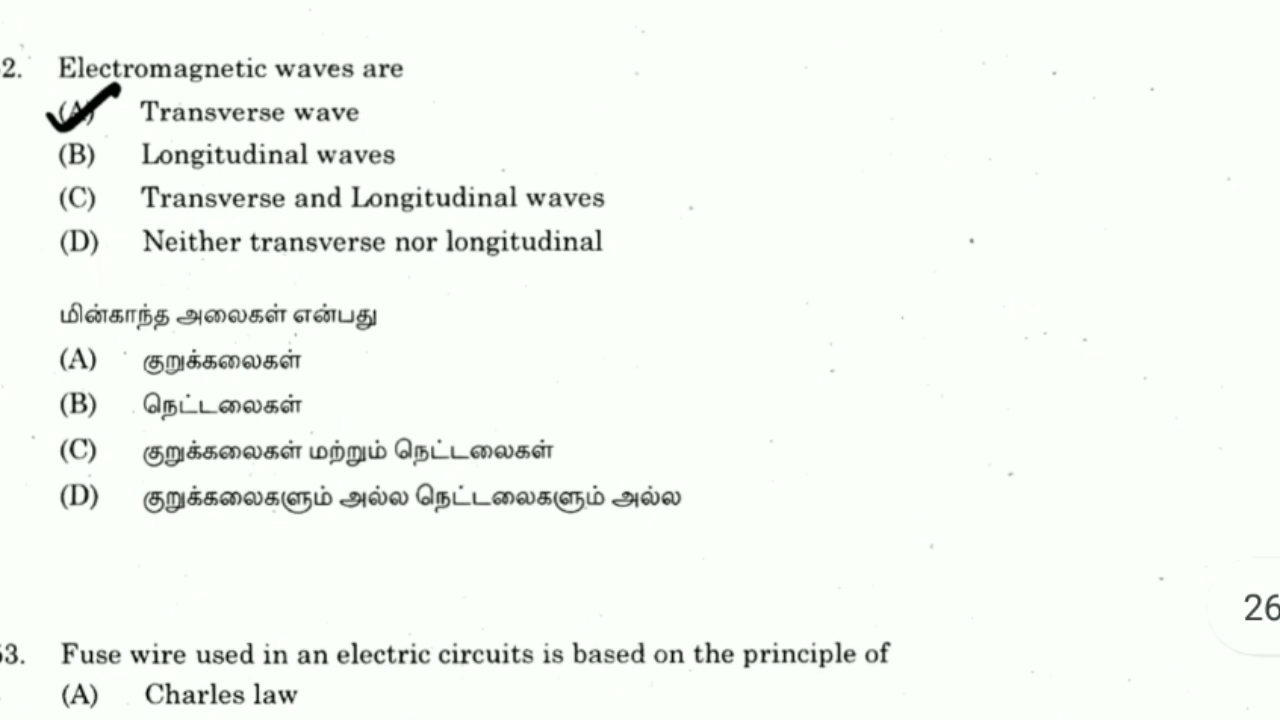 2. Electromagnetic waves are
(A) Transverse wave
(B) Longitudinal waves
(C) Transverse and Longitudinal waves
(D) Neither transverse nor longitudinal
மின்காந்த அலைகள் என்பது
(A) குறுக்கலைகள்
(B) நெட்டலைகள்
(C) குறுக்கலைகள் மற்றும் நெட்டலைகள்
(D) குறுக்கலைகளும் அல்ல நெட்டலைகளும் அல்ல
26
53. Fuse wire used in an electric circuits is based on the principle of
(A) Charles law